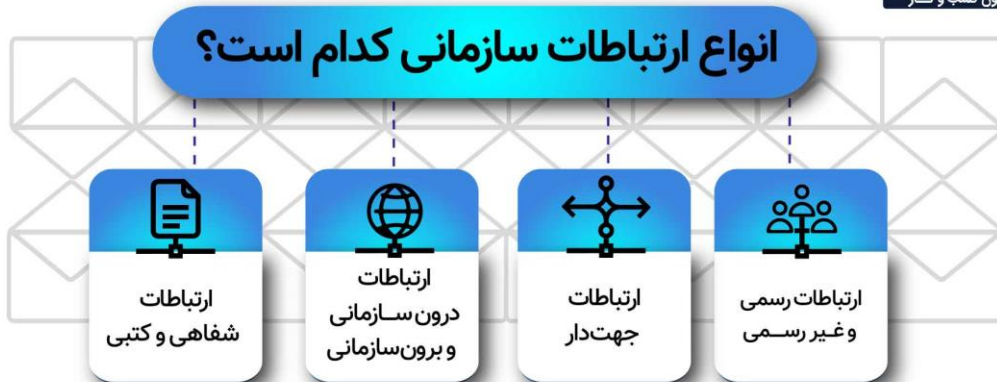 انواع ارتباطات سازمانی کدام است؟
ارتباطات رسمی
و غیر رسمی
ارتباطات
جهت‌دار
ارتباطات
درون سازمانی
و برون‌سازمانی
ارتباطات
شفاهی و کتبی